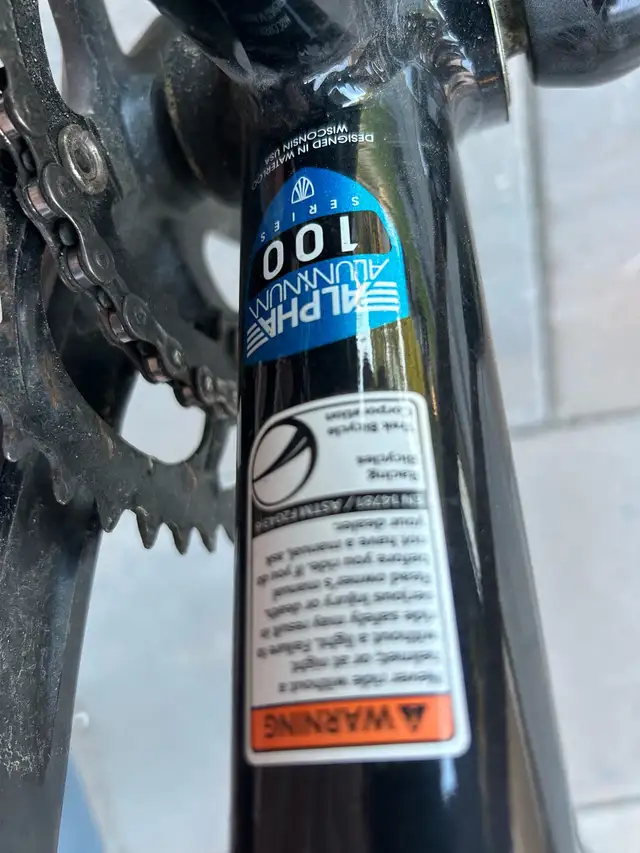 WARNING
Never ride without a
helmet, or at night
without a light. Failure to
ride safely may result in
serious injury or death.
Read owner's manual
before you ride. If you do
not have a manual, ask
your dealer.
EN 14781 / ASTM
Racing
Bicycles
Trek Bicycle
Corporation
ALPHA
ALUMINUM
100
SERIES
DESIGNED IN WATERLOO
WISCONSIN USA